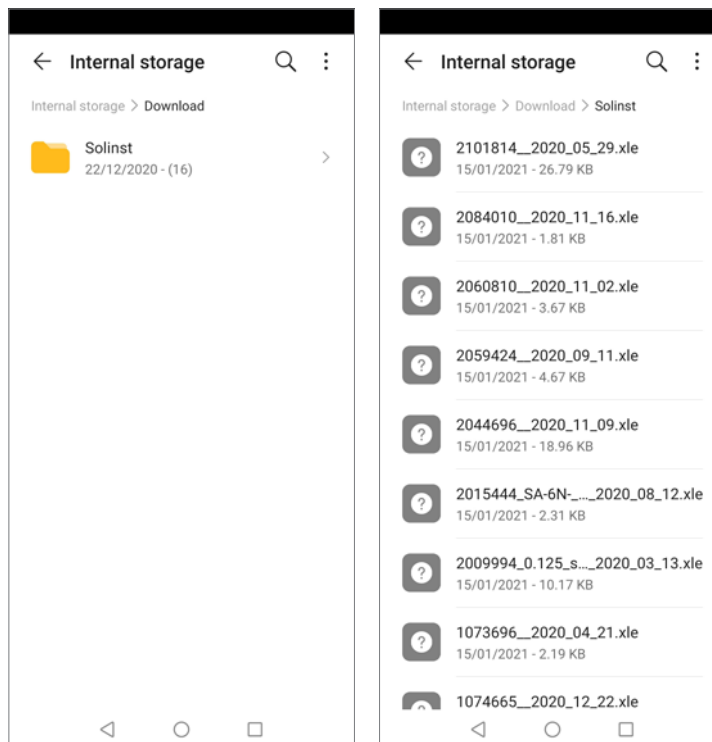 Internal storage
Internal storage > Download
Solinst
22/12/2020 - (16)
Internal storage
Internal storage > Download > Solinst
2101814__2020_05_29.xle
15/01/2021 - 26.79 KB
2084010__2020_11_16.xle
15/01/2021 - 1.81 KB
2060810__2020_11_02.xle
15/01/2021 - 3.67 KB
2059424__2020_09_11.xle
15/01/2021 - 4.67 KB
2044696__2020_11_09.xle
15/01/2021 - 18.96 KB
2015444_SA-6N-_..._2020_08_12.xle
15/01/2021 - 2.31 KB
2009994_0.125_s..._2020_03_13.xle
15/01/2021 - 10.17 KB
1073696__2020_04_21.xle
15/01/2021 - 2.19 KB
1074665__2020_12_22.xle